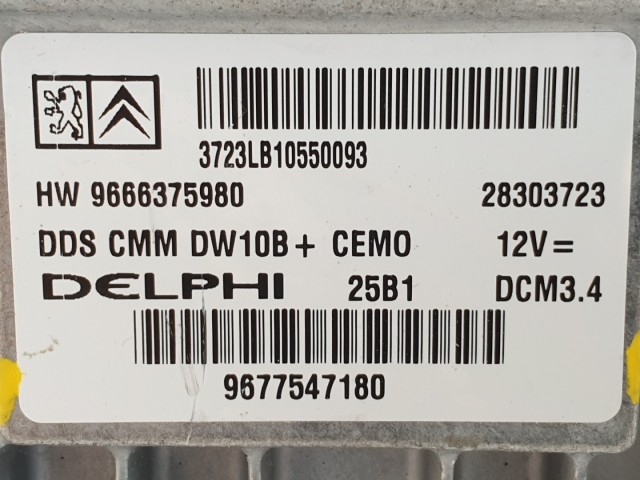 3723LB10550093
HW 9666375980 28303723
DDS CMM DW10B+ CEMO 12V=
DELPHI 25B1 DCM3.4
9677547180